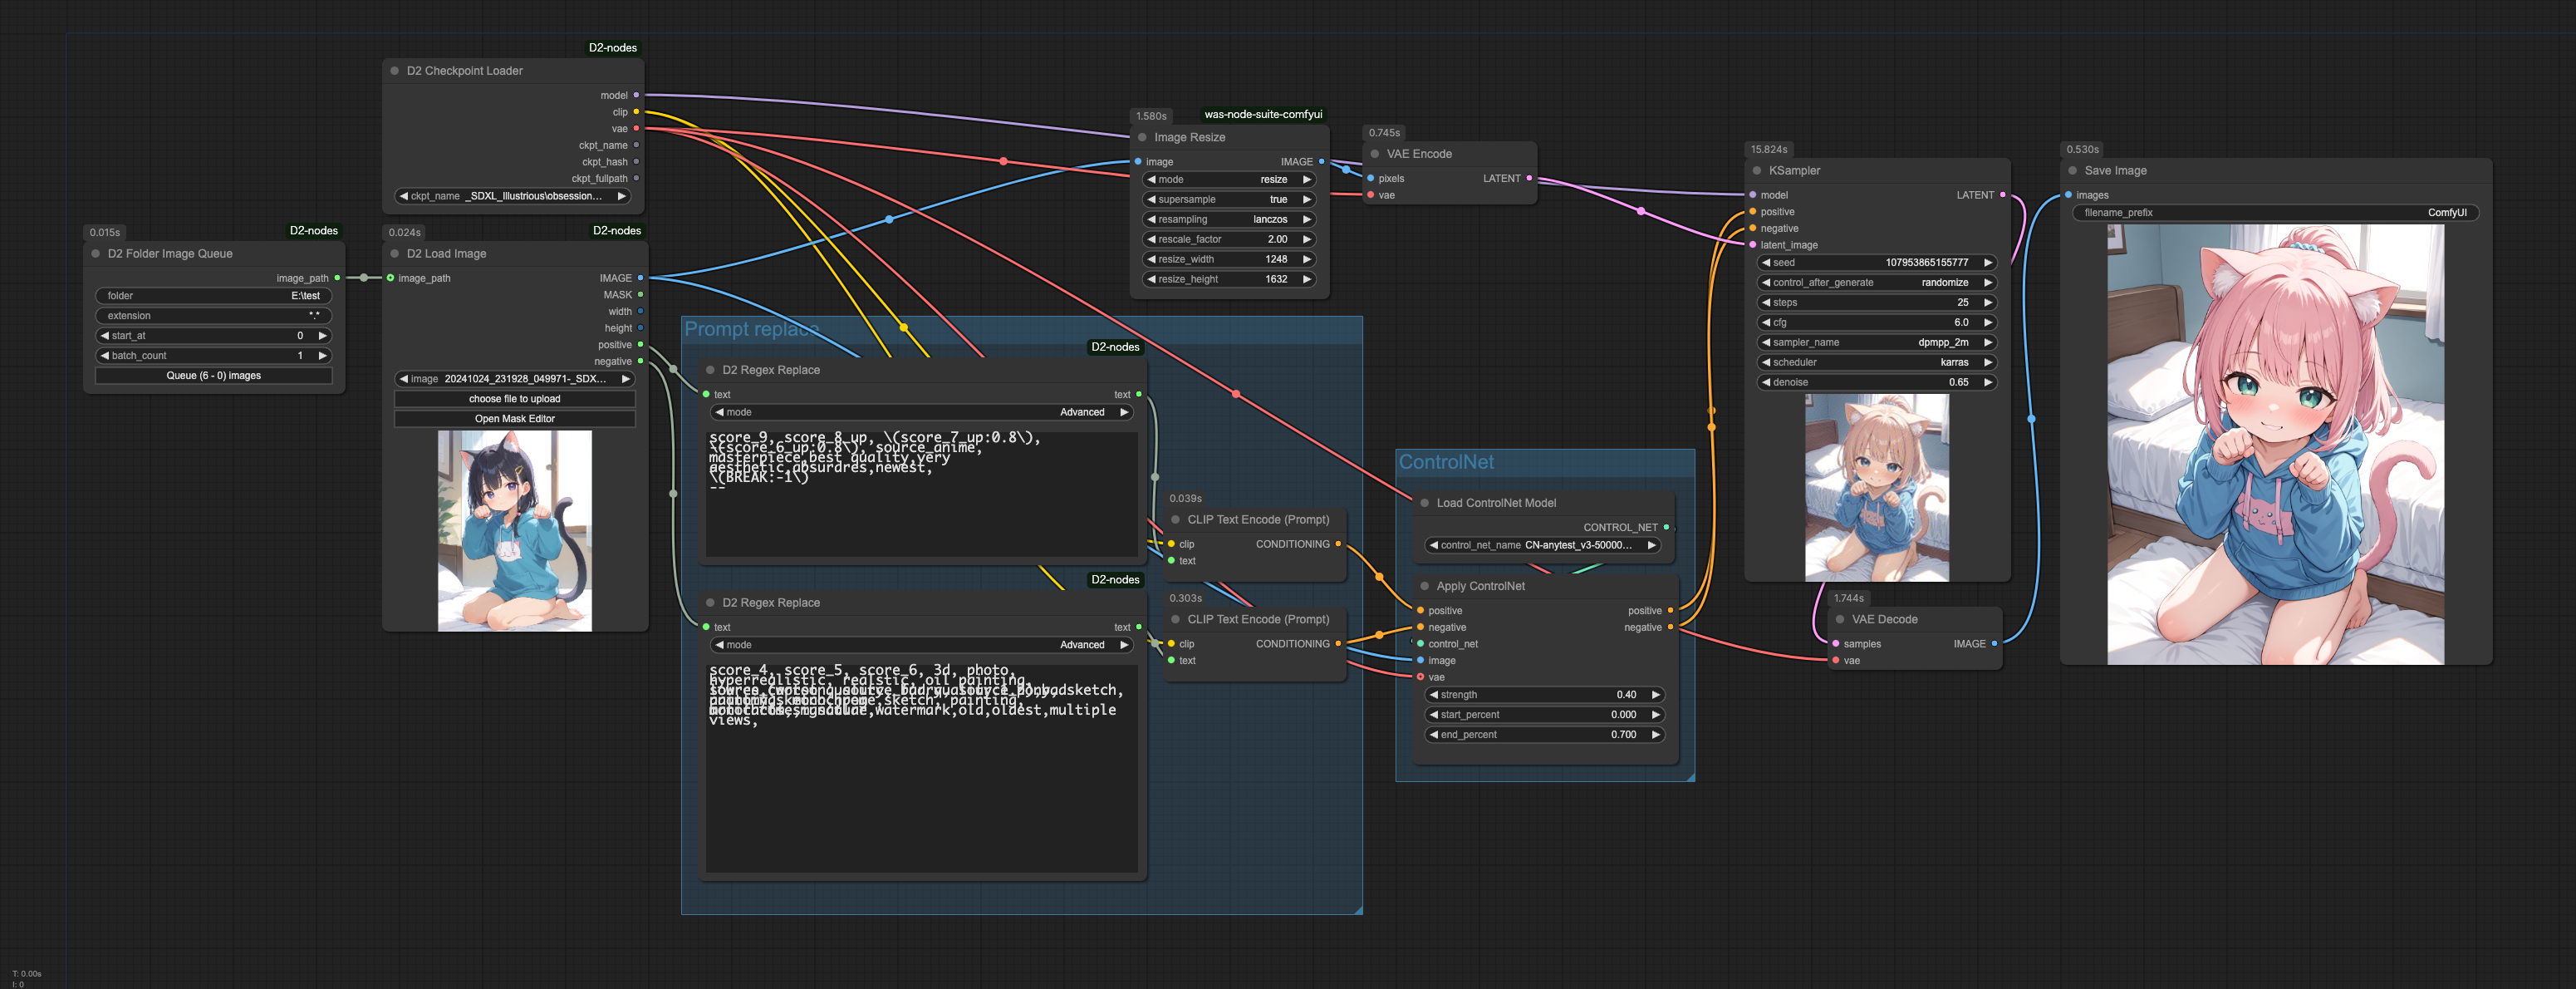 D2-nodes
D2 Checkpoint Loader
model
clip
vae
ckpt_name
ckpt_hash
ckpt_fullpath
ckpt_name _SDXL_Illustrious\obsession...
0.015s
D2-nodes
D2 Folder Image Queue
image_path
folder E:\test
extension *.*
start_at 0
batch_count 1
Queue (6 - 0) images
0.024s
D2-nodes
D2 Load Image
image_path IMAGE
MASK
width
height
positive
negative
image 20241024_231928_049971-_SDX...
choose file to upload
Open Mask Editor
Prompt replace
D2-nodes
D2 Regex Replace
text text
mode Advanced
score_9, score_8_up, \(score_7_up:0.8\),
\(score_6_up:0.8\), source_anime,
masterpiece,best quality,very
aesthetic,absurdres,newest,
\(BREAK:-1\)
--
D2-nodes
D2 Regex Replace
text text
mode Advanced
score_4, score_5, score_6, 3d, photo,
hyperrealistic, realstic, oil painting,
sketch,
sketch, painting,
watermark,old,oldest,multiple
views,
0.039s
CLIP Text Encode (Prompt)
clip CONDITIONING
text
0.303s
CLIP Text Encode (Prompt)
clip CONDITIONING
text
1.580s
was-node-suite-comfyui
Image Resize
image IMAGE
mode resize
supersample true
resampling lanczos
rescale_factor 2.00
resize_width 1248
resize_height 1632
0.745s
VAE Encode
pixels LATENT
vae
ControlNet
Load ControlNet Model
CONTROL_NET
control_net_name CN-anytest_v3-50000...
Apply ControlNet
positive positive
negative negative
control_net
image
vae
strength 0.40
start_percent 0.000
end_percent 0.700
15.824s
KSampler
model LATENT
positive
negative
latent_image
seed 107953865155777
control_after_generate randomize
steps 25
cfg 6.0
sampler_name dpmpp_2m
scheduler karras
denoise 0.65
1.744s
VAE Decode
samples IMAGE
vae
0.530s
Save Image
images
filename_prefix ComfyUI
T: 0.00s
I: 0